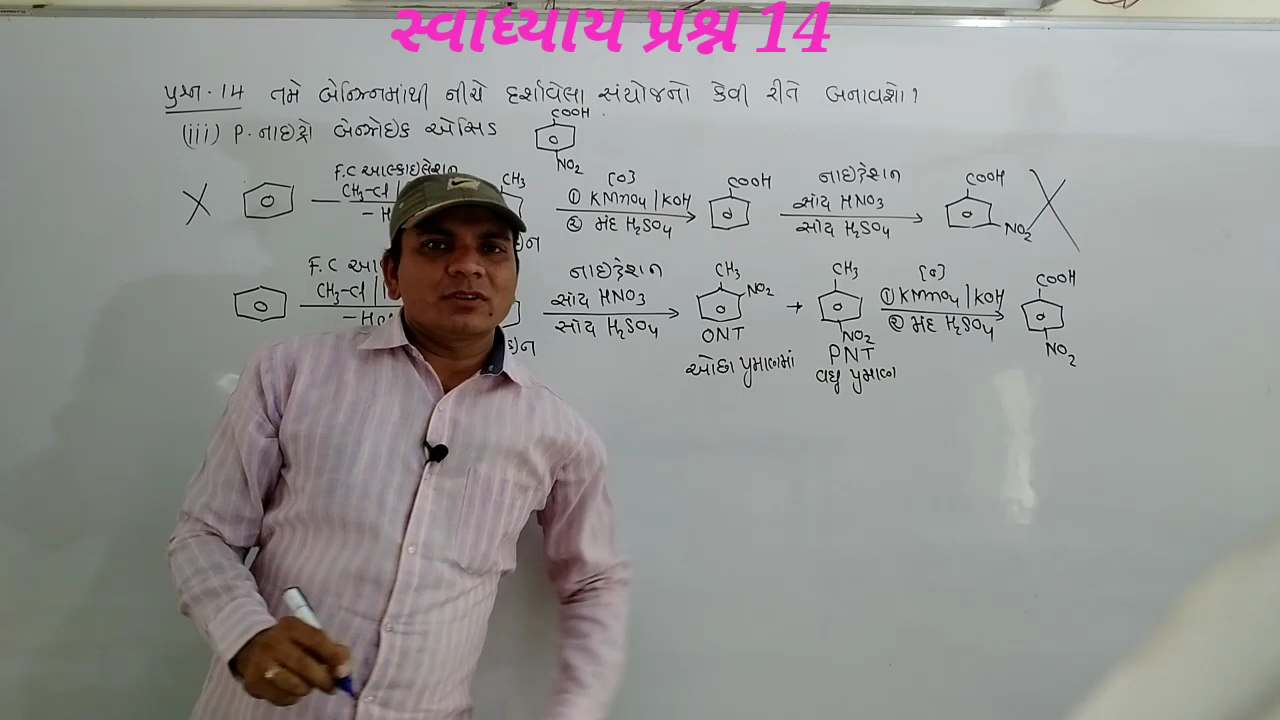 સ્વાધ્યાય પ્રશ્ન 14
પ્રશ્ન.14 તમે બેન્ઝિનમાંથી નીચે દર્શાવેલા સંયોજનો કેવી રીતે બનાવશો?
(iii) P-નાઇટ્રો બેન્ઝોઇક એસિડ
COOH
NO2
F.C આલ્કાઇલેશન
CH3-Cl |
CH3
[O]
① KMnO4 / KOH
② મંદ H2SO4
COOH
નાઇટ્રેશન
સાંદ્ર HNO3
સાંદ્ર H2SO4
COOH
NO2
F.C
CH3-Cl |
નાઇટ્રેશન
સાંદ્ર HNO3
સાંદ્ર H2SO4
CH3
NO2
ONT
ઓછા પ્રમાણમાં
+
CH3
NO2
PNT
વધુ પ્રમાણ
[O]
① KMnO4 / KOH
② મંદ H2SO4
COOH
NO2